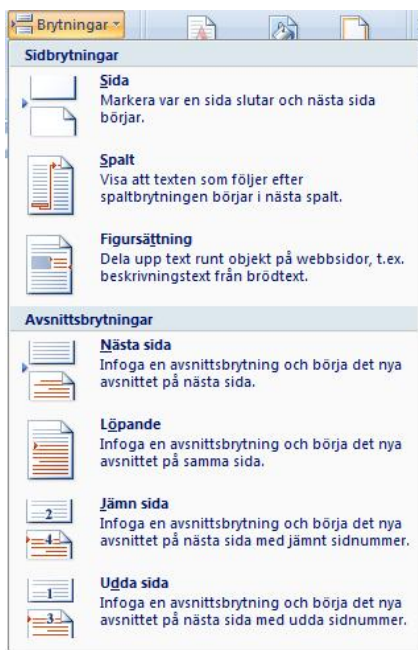 Brytningar
Sidbrytningar
Sida
Markera var en sida slutar och nästa sida
börjar.
Spalt
Visa att texten som följer efter
spaltbrytningen börjar i nästa spalt.
Figursättning
Dela upp text runt objekt på webbsidor, t.ex.
beskrivningstext från brödtext.
Avsnittsbrytningar
Nästa sida
Infoga en avsnittsbrytning och börja det nya
avsnittet på nästa sida.
Löpande
Infoga en avsnittsbrytning och börja det nya
avsnittet på samma sida.
Jämn sida
2
Infoga en avsnittsbrytning och börja det nya
4
avsnittet på nästa sida med jämnt sidnummer.
Udda sida
1
Infoga en avsnittsbrytning och börja det nya
3
avsnittet på nästa sida med udda sidnummer.